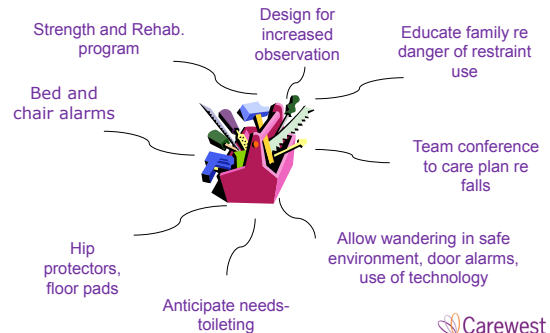 Strength and Rehab.
program
Design for
increased
observation
Educate family re
danger of restraint
use
Bed and
chair alarms
Team conference
to care plan re
falls
Hip
protectors,
floor pads
Allow wandering in safe
environment, door alarms,
use of technology
Anticipate needs-
toileting
Carewest